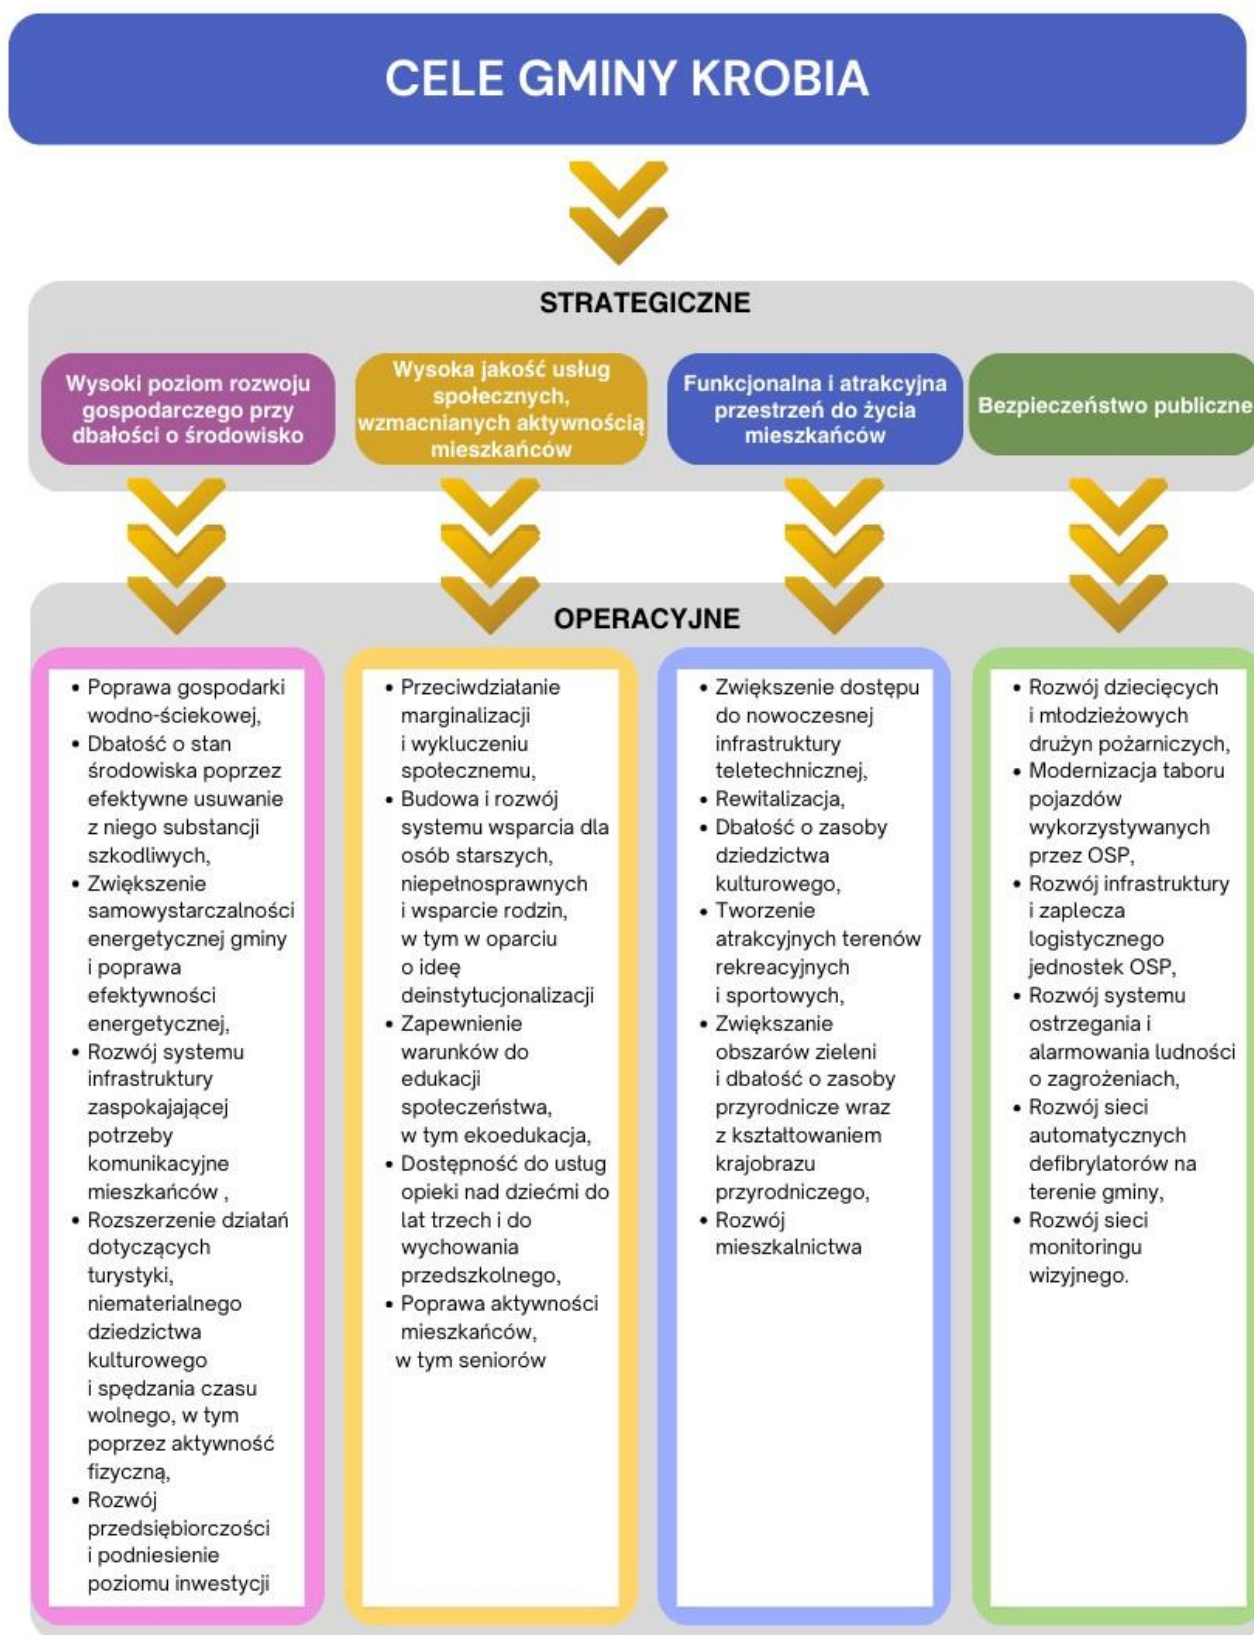 CELE GMINY KROBIA
STRATEGICZNE
Wysoki poziom rozwoju
gospodarczego przy
dbałości o środowisko
Wysoka jakość usług
społecznych,
wzmacnianych aktywnością
mieszkańców
Funkcjonalna i atrakcyjna
przestrzeń do życia
mieszkańców
Bezpieczeństwo publiczne
OPERACYJNE
• Poprawa gospodarki
wodno-ściekowej,
• Dbałość o stan
środowiska poprzez
efektywne usuwanie
z niego substancji
szkodliwych,
• Zwiększenie
samowystarczalności
energetycznej gminy
i poprawa
efektywności
energetycznej,
• Rozwój systemu
infrastruktury
zaspokajającej
potrzeby
komunikacyjne
mieszkańców ,
• Rozszerzenie działań
dotyczących
turystyki,
niematerialnego
dziedzictwa
kulturowego
i spędzania czasu
wolnego, w tym
poprzez aktywność
fizyczną,
• Rozwój
przedsiębiorczości
i podniesienie
poziomu inwestycji
• Przeciwdziałanie
marginalizacji
i wykluczeniu
społecznemu,
• Budowa i rozwój
systemu wsparcia dla
osób starszych,
niepełnosprawnych
i wsparcie rodzin,
w tym w oparciu
o ideę
deinstytucjonalizacji
• Zapewnienie
warunków do
edukacji
społeczeństwa,
w tym ekoedukacja,
• Dostępność do usług
opieki nad dziećmi do
lat trzech i do
wychowania
przedszkolnego,
• Poprawa aktywności
mieszkańców,
w tym seniorów
• Zwiększenie dostępu
do nowoczesnej
infrastruktury
teletechnicznej,
• Rewitalizacja,
• Dbałość o zasoby
dziedzictwa
kulturowego,
• Tworzenie
atrakcyjnych terenów
rekreacyjnych
i sportowych,
• Zwiększanie
obszarów zieleni
i dbałość o zasoby
przyrodnicze wraz
z kształtowaniem
krajobrazu
przyrodniczego,
• Rozwój
mieszkalnictwa
• Rozwój dziecięcych
i młodzieżowych
drużyn pożarniczych,
• Modernizacja taboru
pojazdów
wykorzystywanych
przez OSP,
• Rozwój infrastruktury
i zaplecza
logistycznego
jednostek OSP,
• Rozwój systemu
ostrzegania i
alarmowania ludności
o zagrożeniach,
• Rozwój sieci
automatycznych
defibrylatorów na
terenie gminy,
• Rozwój sieci
monitoringu
wizyjnego.